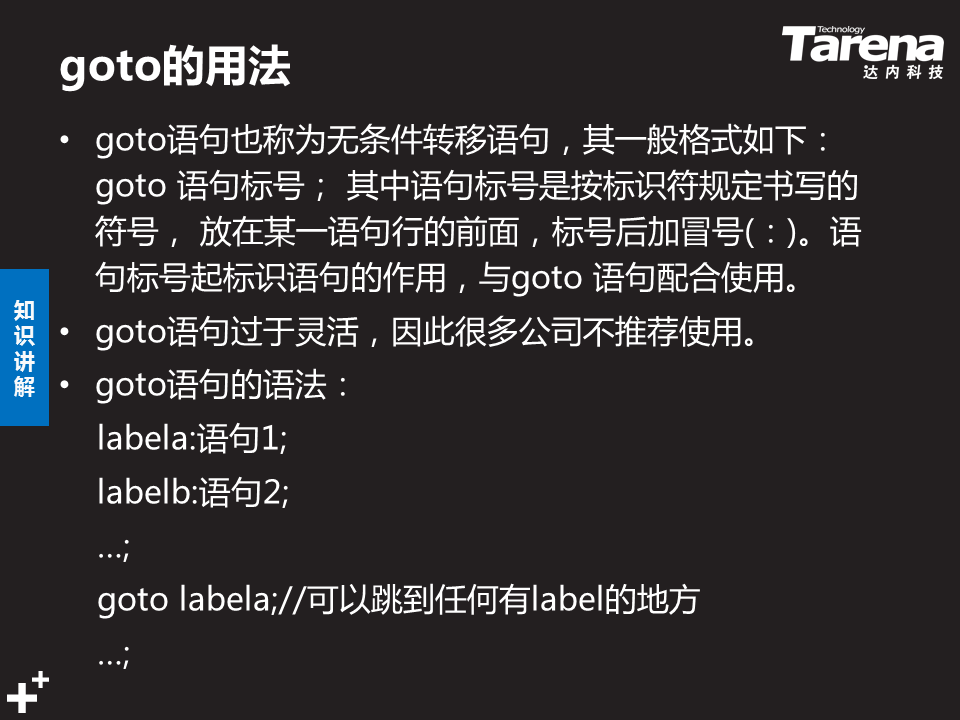 goto的用法
Technology
Tarena
达内科技
• goto语句也称为无条件转移语句，其一般格式如下：
goto 语句标号； 其中语句标号是按标识符规定书写的
符号， 放在某一语句行的前面，标号后加冒号(：)。语
句标号起标识语句的作用，与goto 语句配合使用。
• goto语句过于灵活，因此很多公司不推荐使用。
• goto语句的语法：
labela:语句1;
labelb:语句2;
…;
goto labela;//可以跳到任何有label的地方
…;
知
识
讲
解